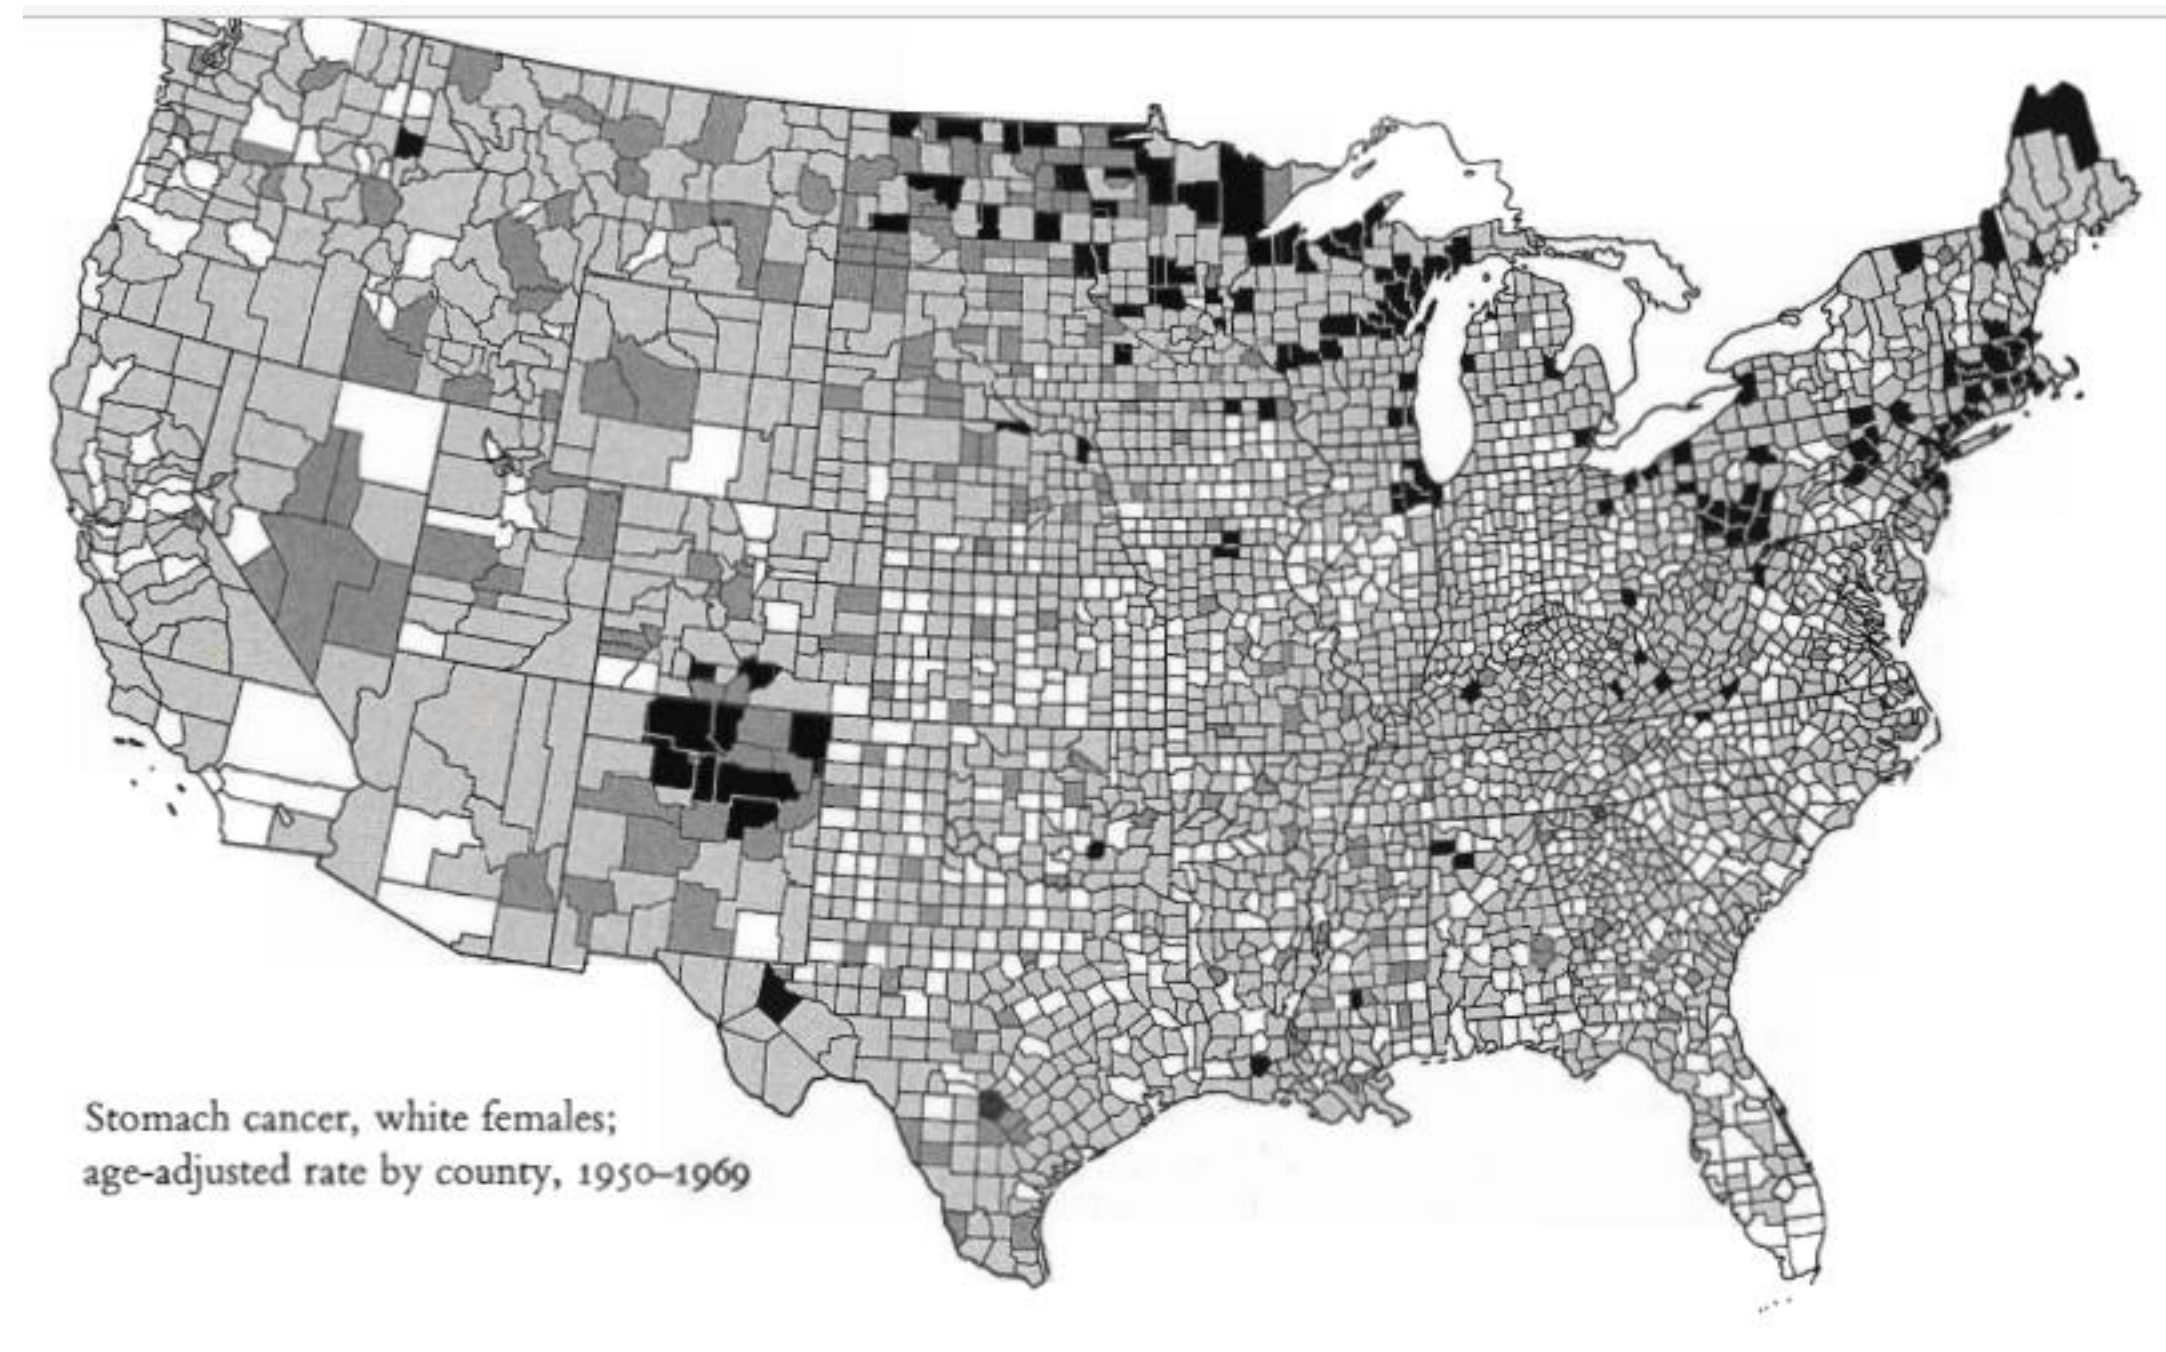 Stomach cancer, white females;
age-adjusted rate by county, 1950–1969